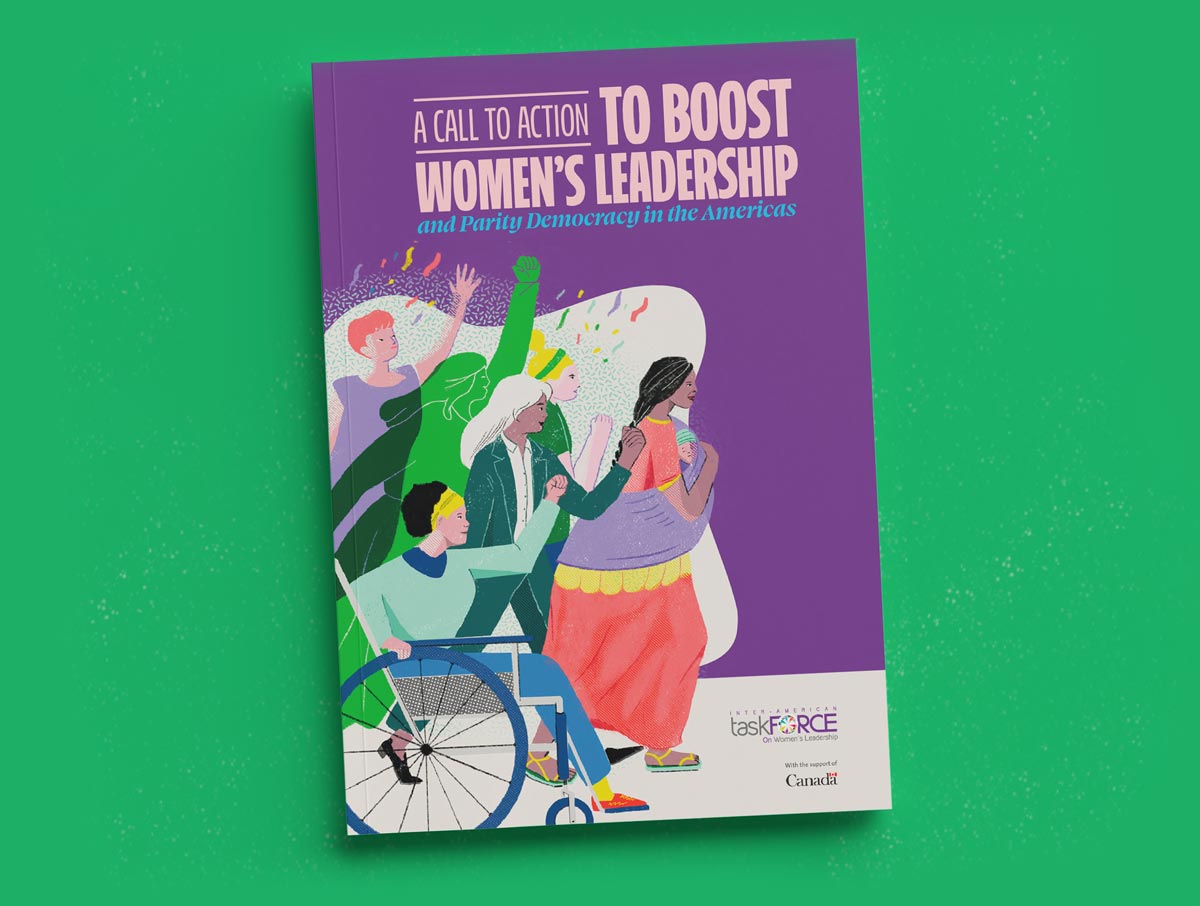 A CALL TO ACTION TO BOOST
WOMEN'S LEADERSHIP
and Parity Democracy in the Americas
INTER-AMERICAN
taskFORCE
On Women's Leadership
With the support of
Canada